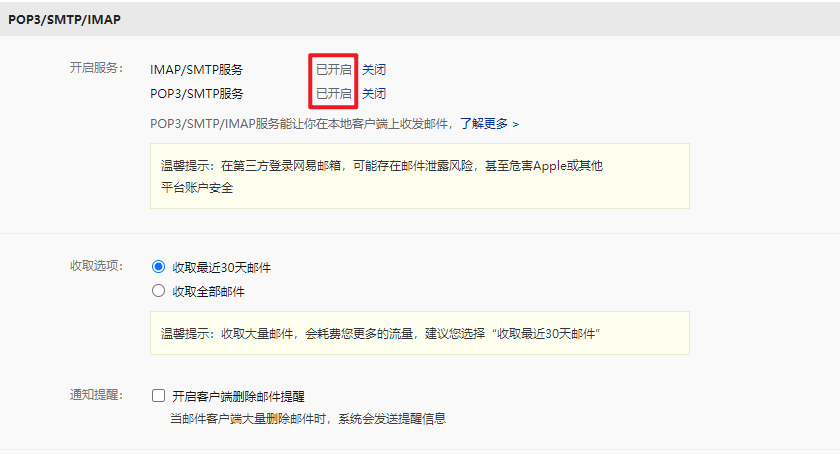 POP3/SMTP/IMAP
开启服务： IMAP/SMTP服务 已开启 关闭
POP3/SMTP服务 已开启 关闭
POP3/SMTP/IMAP服务能让你在本地客户端上收发邮件，了解更多 >
温馨提示：在第三方登录网易邮箱，可能存在邮件泄露风险，甚至危害Apple或其他
平台账户安全
收取选项： 收取最近30天邮件
收取全部邮件
温馨提示：收取大量邮件，会耗费您更多的流量，建议您选择“收取最近30天邮件”
通知提醒： 开启客户端删除邮件提醒
当邮件客户端大量删除邮件时，系统会发送提醒信息